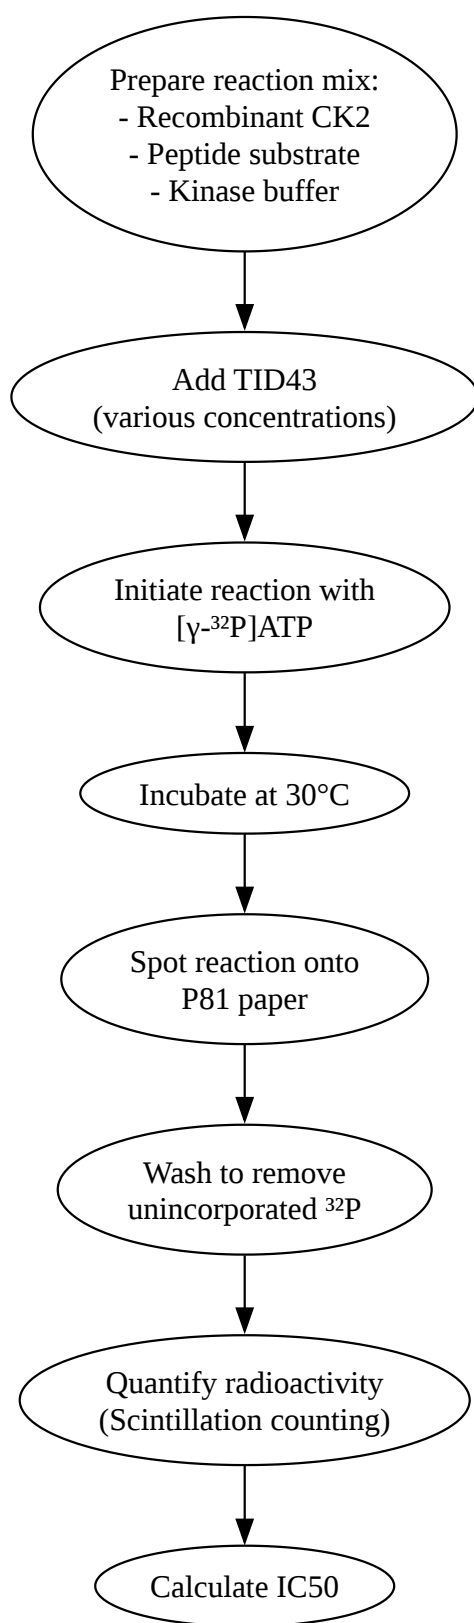 Prepare reaction mix:
- Recombinant CK2
- Peptide substrate
- Kinase buffer
Add TID43
(various concentrations)
Initiate reaction with
[γ-³²P]ATP
Incubate at 30°C
Spot reaction onto
P81 paper
Wash to remove
unincorporated ³²P
Quantify radioactivity
(Scintillation counting)
Calculate IC50